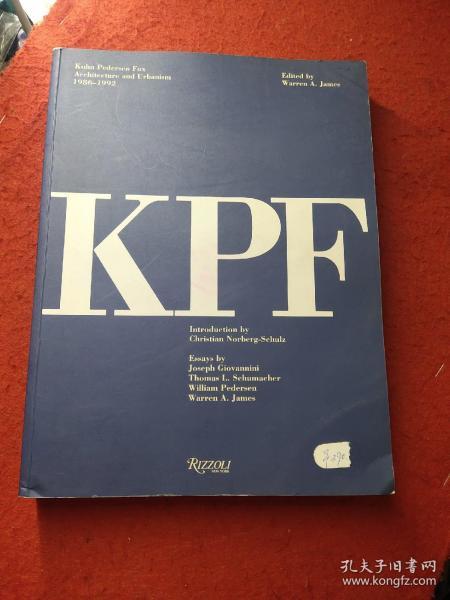 Kohn Pedersen Fox
Architecture and Urbanism
1986–1992
Edited by
Warren A. James
KPF
Introduction by
Christian Norberg-Schulz
Essays by
Joseph Giovannini
Thomas L. Schumacher
William Pedersen
Warren A. James
RIZZOLI
NEW YORK
孔夫子旧书网
www.kongfz.com